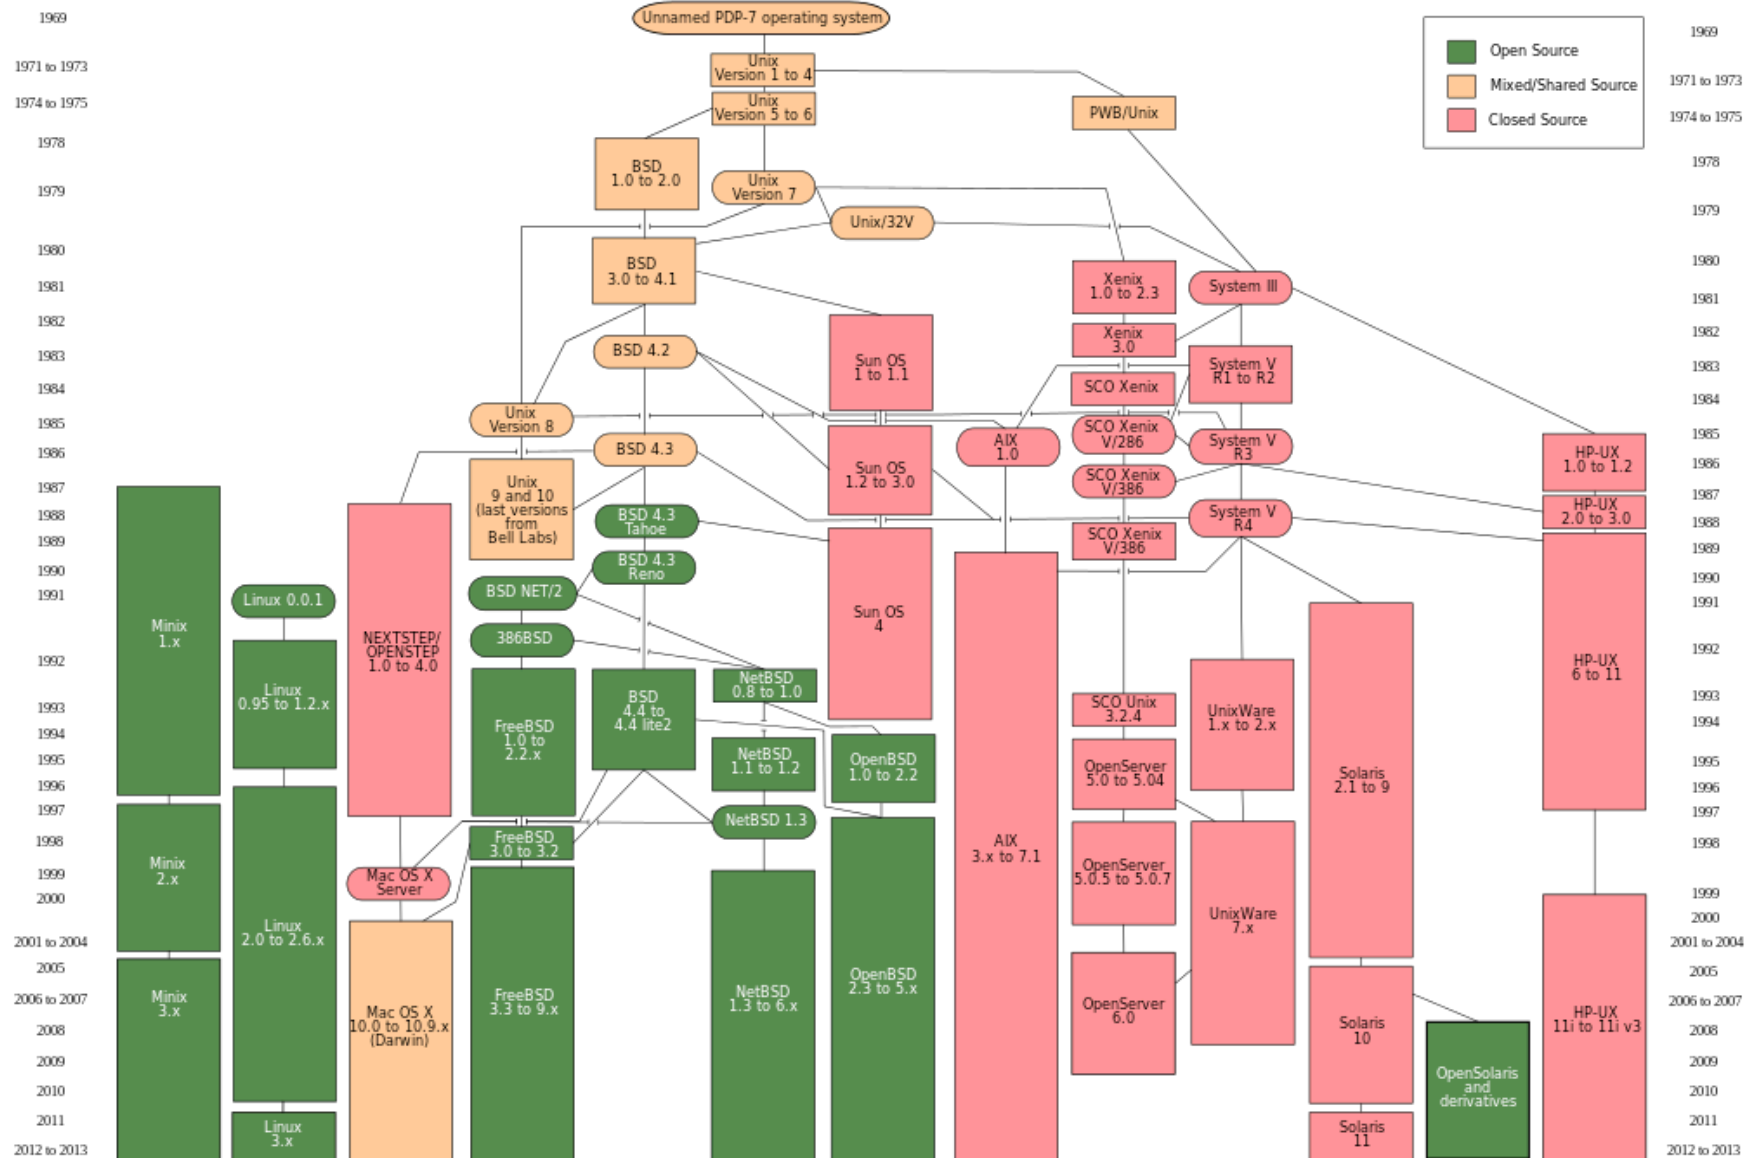 Unnamed PDP-7 operating system
1969
1969
Open Source
Mixed/Shared Source
Closed Source
1971 to 1973
Unix
Version 1 to 4
1971 to 1973
1974 to 1975
Unix
Version 5 to 6
PWB/Unix
1974 to 1975
1978
BSD
1.0 to 2.0
1978
1979
Unix
Version 7
Unix/32V
1979
1980
BSD
3.0 to 4.1
1980
1981
Xenix
1.0 to 2.3
System III
1981
1982
Xenix
3.0
1982
1983
BSD 4.2
Sun OS
1 to 1.1
System V
R1 to R2
1983
1984
SCO Xenix
1984
1985
Unix
Version 8
SCO Xenix
V/286
System V
R3
1985
AIX
1.0
1986
BSD 4.3
HP-UX
1.0 to 1.2
1986
Sun OS
1.2 to 3.0
SCO Xenix
V/386
1987
Unix
9 and 10
(last versions
from
Bell Labs)
1987
1988
BSD 4.3
Tahoe
System V
R4
HP-UX
2.0 to 3.0
1988
1989
SCO Xenix
V/386
1989
1990
BSD 4.3
Reno
1990
1991
Linux 0.0.1
BSD NET/2
1991
Minix
1.x
NEXTSTEP/
OPENSTEP
1.0 to 4.0
386BSD
Sun OS
4
1992
1992
HP-UX
6 to 11
Linux
0.95 to 1.2.x
BSD
4.4 to
4.4 lite2
NetBSD
0.8 to 1.0
1993
SCO Unix
3.2.4
UnixWare
1.x to 2.x
1993
1994
FreeBSD
1.0 to
2.2.x
1994
1995
NetBSD
1.1 to 1.2
OpenBSD
1.0 to 2.2
OpenServer
5.0 to 5.04
Solaris
2.1 to 9
1995
1996
1996
1997
NetBSD 1.3
1997
1998
FreeBSD
3.0 to 3.2
AIX
3.x to 7.1
1998
Minix
2.x
1999
Mac OS X
Server
OpenServer
5.0.5 to 5.0.7
1999
2000
UnixWare
7.x
2000
2001 to 2004
Linux
2.0 to 2.6.x
2001 to 2004
2005
OpenBSD
2.3 to 5.x
2005
2006 to 2007
Minix
3.x
FreeBSD
3.3 to 9.x
NetBSD
1.3 to 6.x
OpenServer
6.0
2006 to 2007
2008
Mac OS X
10.0 to 10.9.x
(Darwin)
Solaris
10
HP-UX
11i to 11i v3
2008
2009
2009
2010
OpenSolaris
and
derivatives
2010
2011
Linux
3.x
Solaris
11
2011
2012 to 2013
2012 to 2013